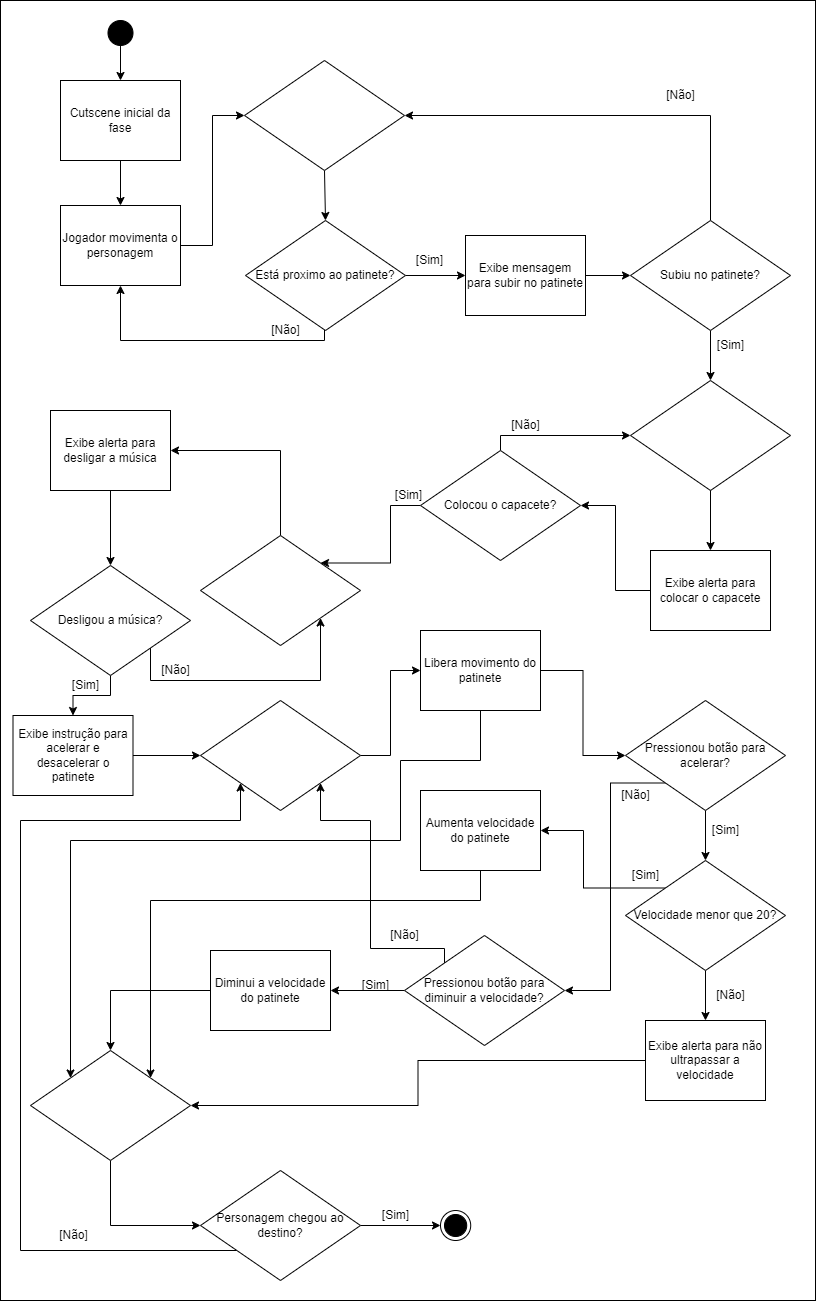 [Não]
Cutscene inicial da
fase
Jogador movimenta o
personagem
Está proximo ao patinete?
[Sim]
Exibe mensagem
para subir no patinete
Subiu no patinete?
[Não]
[Sim]
Exibe alerta para
desligar a música
[Não]
[Sim]
Colocou o capacete?
Exibe alerta para
colocar o capacete
Desligou a música?
[Não]
[Sim]
Libera movimento do
patinete
Exibe instrução para
acelerar e
desacelerar o
patinete
Pressionou botão para
acelerar?
[Não]
[Sim]
Aumenta velocidade
do patinete
[Sim]
Velocidade menor que 20?
[Não]
[Não]
Diminui a velocidade
do patinete
[Sim]
Pressionou botão para
diminuir a velocidade?
Exibe alerta para não
ultrapassar a
velocidade
Personagem chegou ao
destino?
[Sim]
[Não]